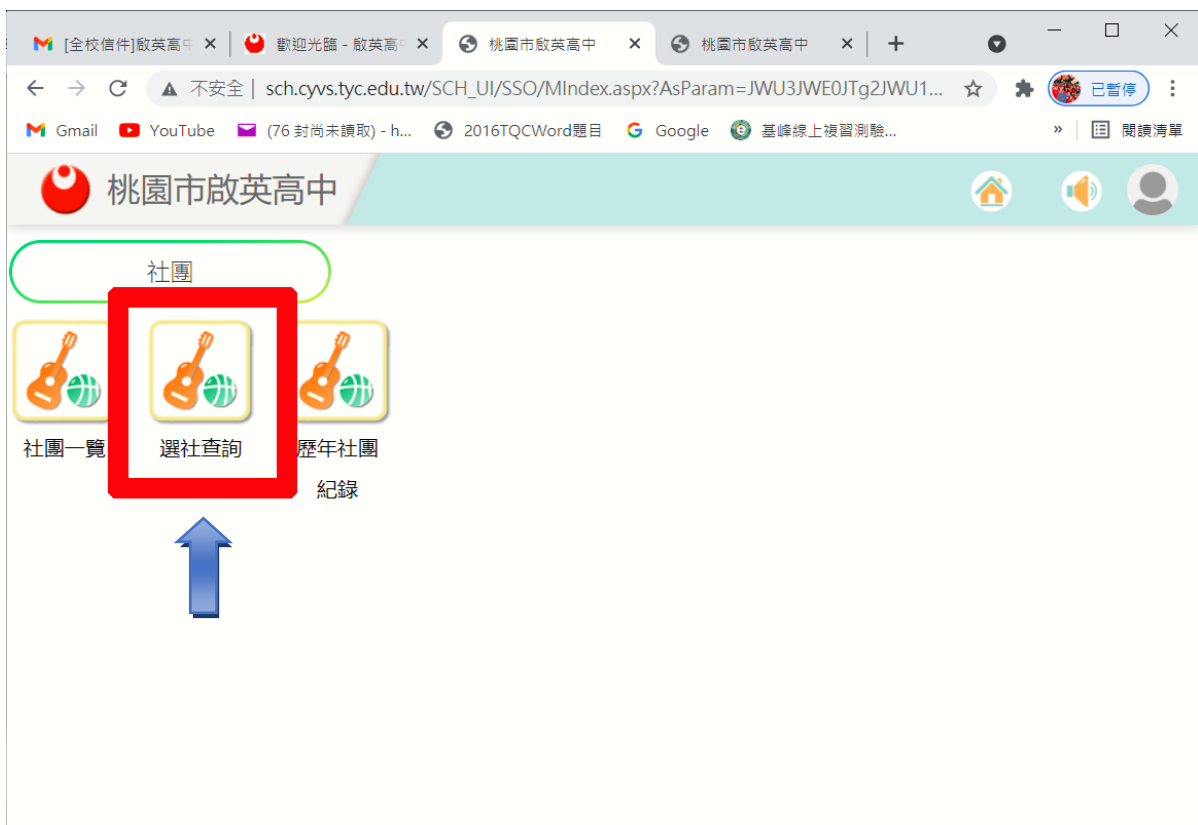 [全校信件]啟英高中
歡迎光臨 - 啟英高中
桃園市啟英高中
桃園市啟英高中
不安全 | sch.cyvs.tyc.edu.tw/SCH_UI/SSO/MIndex.aspx?AsParam=JWU3JWE0JTg2JWU1...
已暫停
Gmail
YouTube
(76 封尚未讀取) - h...
2016TQCWord題目
Google
基峰線上複習測驗...
»
閱讀清單
桃園市啟英高中
社團
社團一覽
選社查詢
歷年社團
紀錄